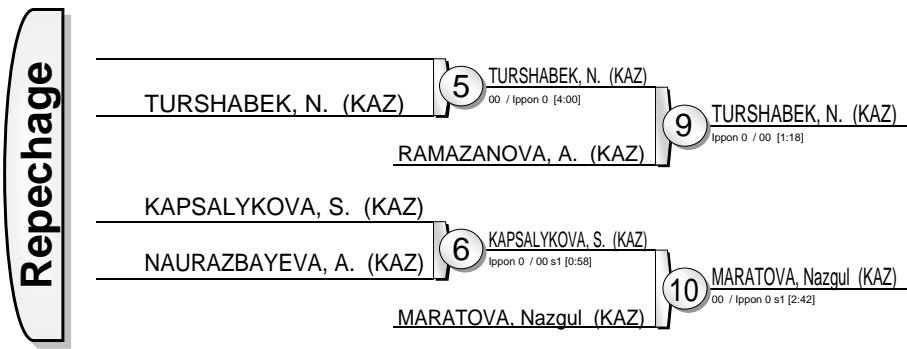 Repechage
TURSHABEK, N. (KAZ)
5
TURSHABEK, N. (KAZ)
00 / Ippon 0 [4:00]
RAMAZANOVA, A. (KAZ)
9
TURSHABEK, N. (KAZ)
Ippon 0 / 00 [1:18]
KAPSALYKOVA, S. (KAZ)
NAURAZBAYEVA, A. (KAZ)
6
KAPSALYKOVA, S. (KAZ)
Ippon 0 / 00 s1 [0:58]
MARATOVA, Nazgul (KAZ)
10
MARATOVA, Nazgul (KAZ)
00 / Ippon 0 s1 [2:42]